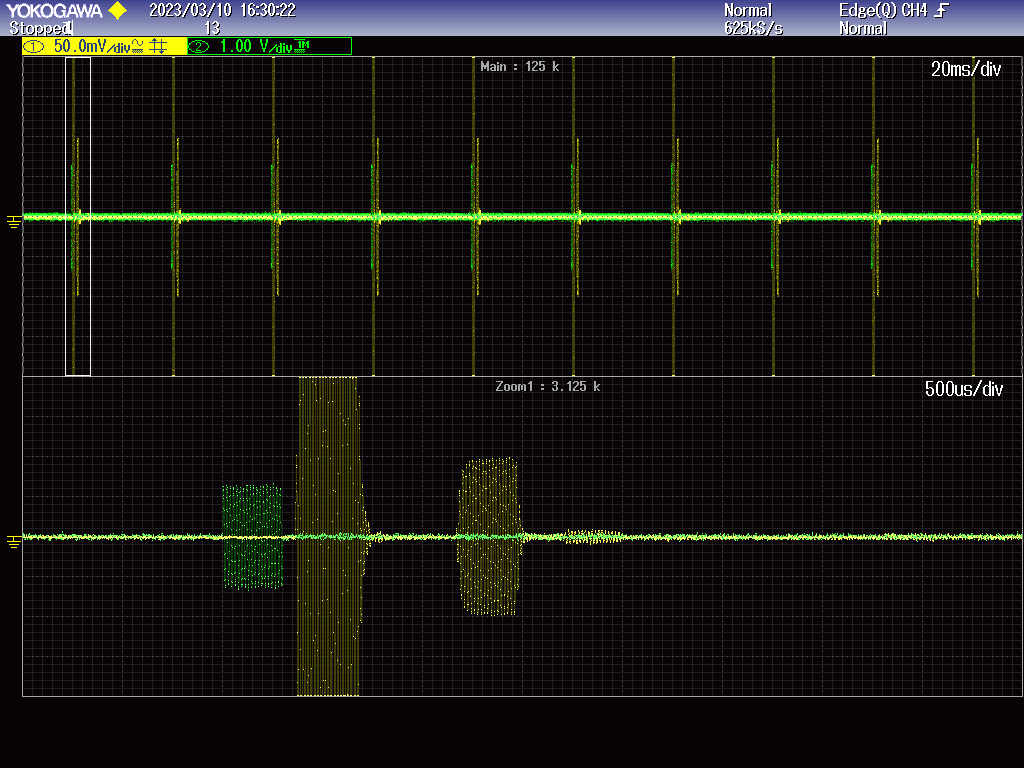 YOKOGAWA 2023/03/10 16:30:22 Normal Edge(Q) CH4
Stopped 13 625kS/s Normal
1 50.0mV/div 2 1.00 V/div 1M
Main : 125 k 20ms/div
Zoom1 : 3.125 k 500us/div